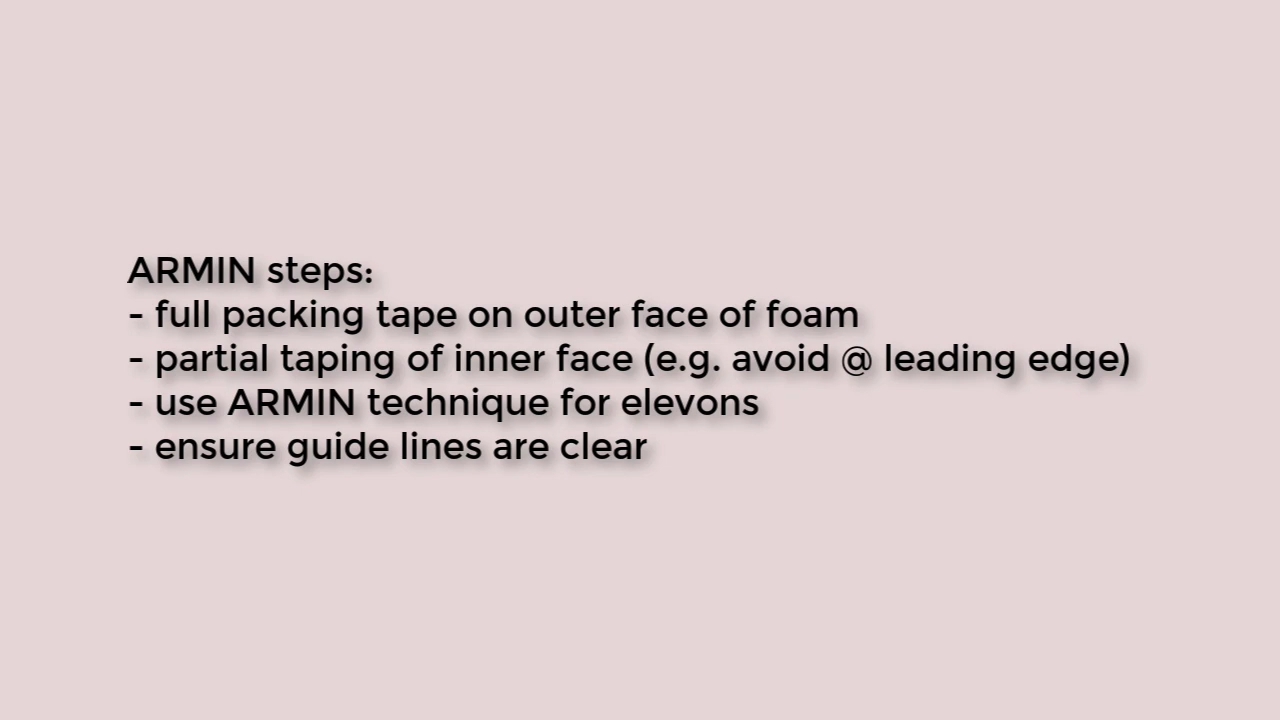 ARMIN steps:
- full packing tape on outer face of foam
- partial taping of inner face (e.g. avoid @ leading edge)
- use ARMIN technique for elevons
- ensure guide lines are clear